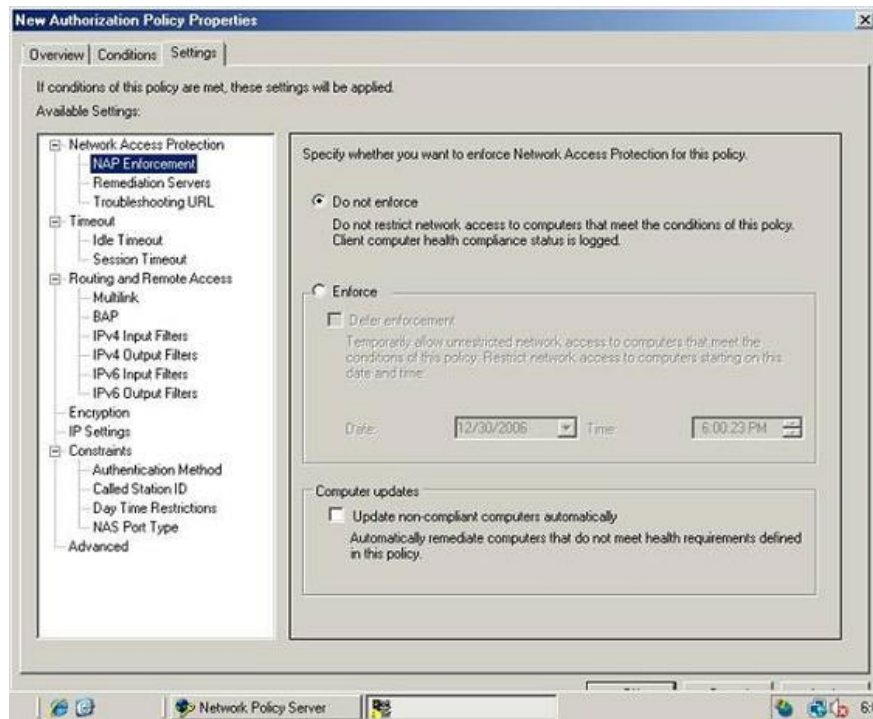 New Authorization Policy Properties
Overview Conditions Settings
If conditions of this policy are met, these settings will be applied.
Available Settings:
Network Access Protection
NAP Enforcement
Remediation Servers
Troubleshooting URL
Timeout
Idle Timeout
Session Timeout
Routing and Remote Access
Multilink
BAP
IPv4 Input Filters
IPv4 Output Filters
IPv6 Input Filters
IPv6 Output Filters
Encryption
IP Settings
Constraints
Authentication Method
Called Station ID
Day Time Restrictions
NAS Port Type
Advanced
Specify whether you want to enforce Network Access Protection for this policy.
Do not enforce
Do not restrict network access to computers that meet the conditions of this policy.
Client computer health compliance status is logged.
Enforce
Defer enforcement
Temporarily allow unrestricted network access to computers that meet the
conditions of this policy. Restrict network access to computers starting on this
date and time:
Date: 12/30/2006 Time: 6:00:23 PM
Computer updates
Update non-compliant computers automatically
Automatically remediate computers that do not meet health requirements defined
in this policy.
Network Policy Server